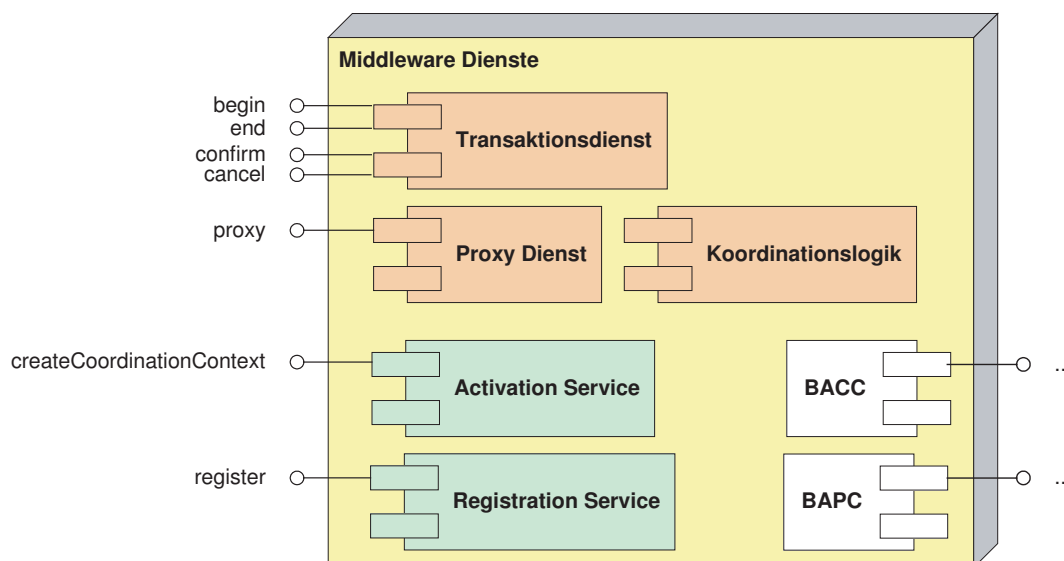 Middleware Dienste
begin
end
confirm
cancel
Transaktionsdienst
proxy
Proxy Dienst
Koordinationslogik
createCoordinationContext
Activation Service
BACC
..
register
Registration Service
BAPC
..